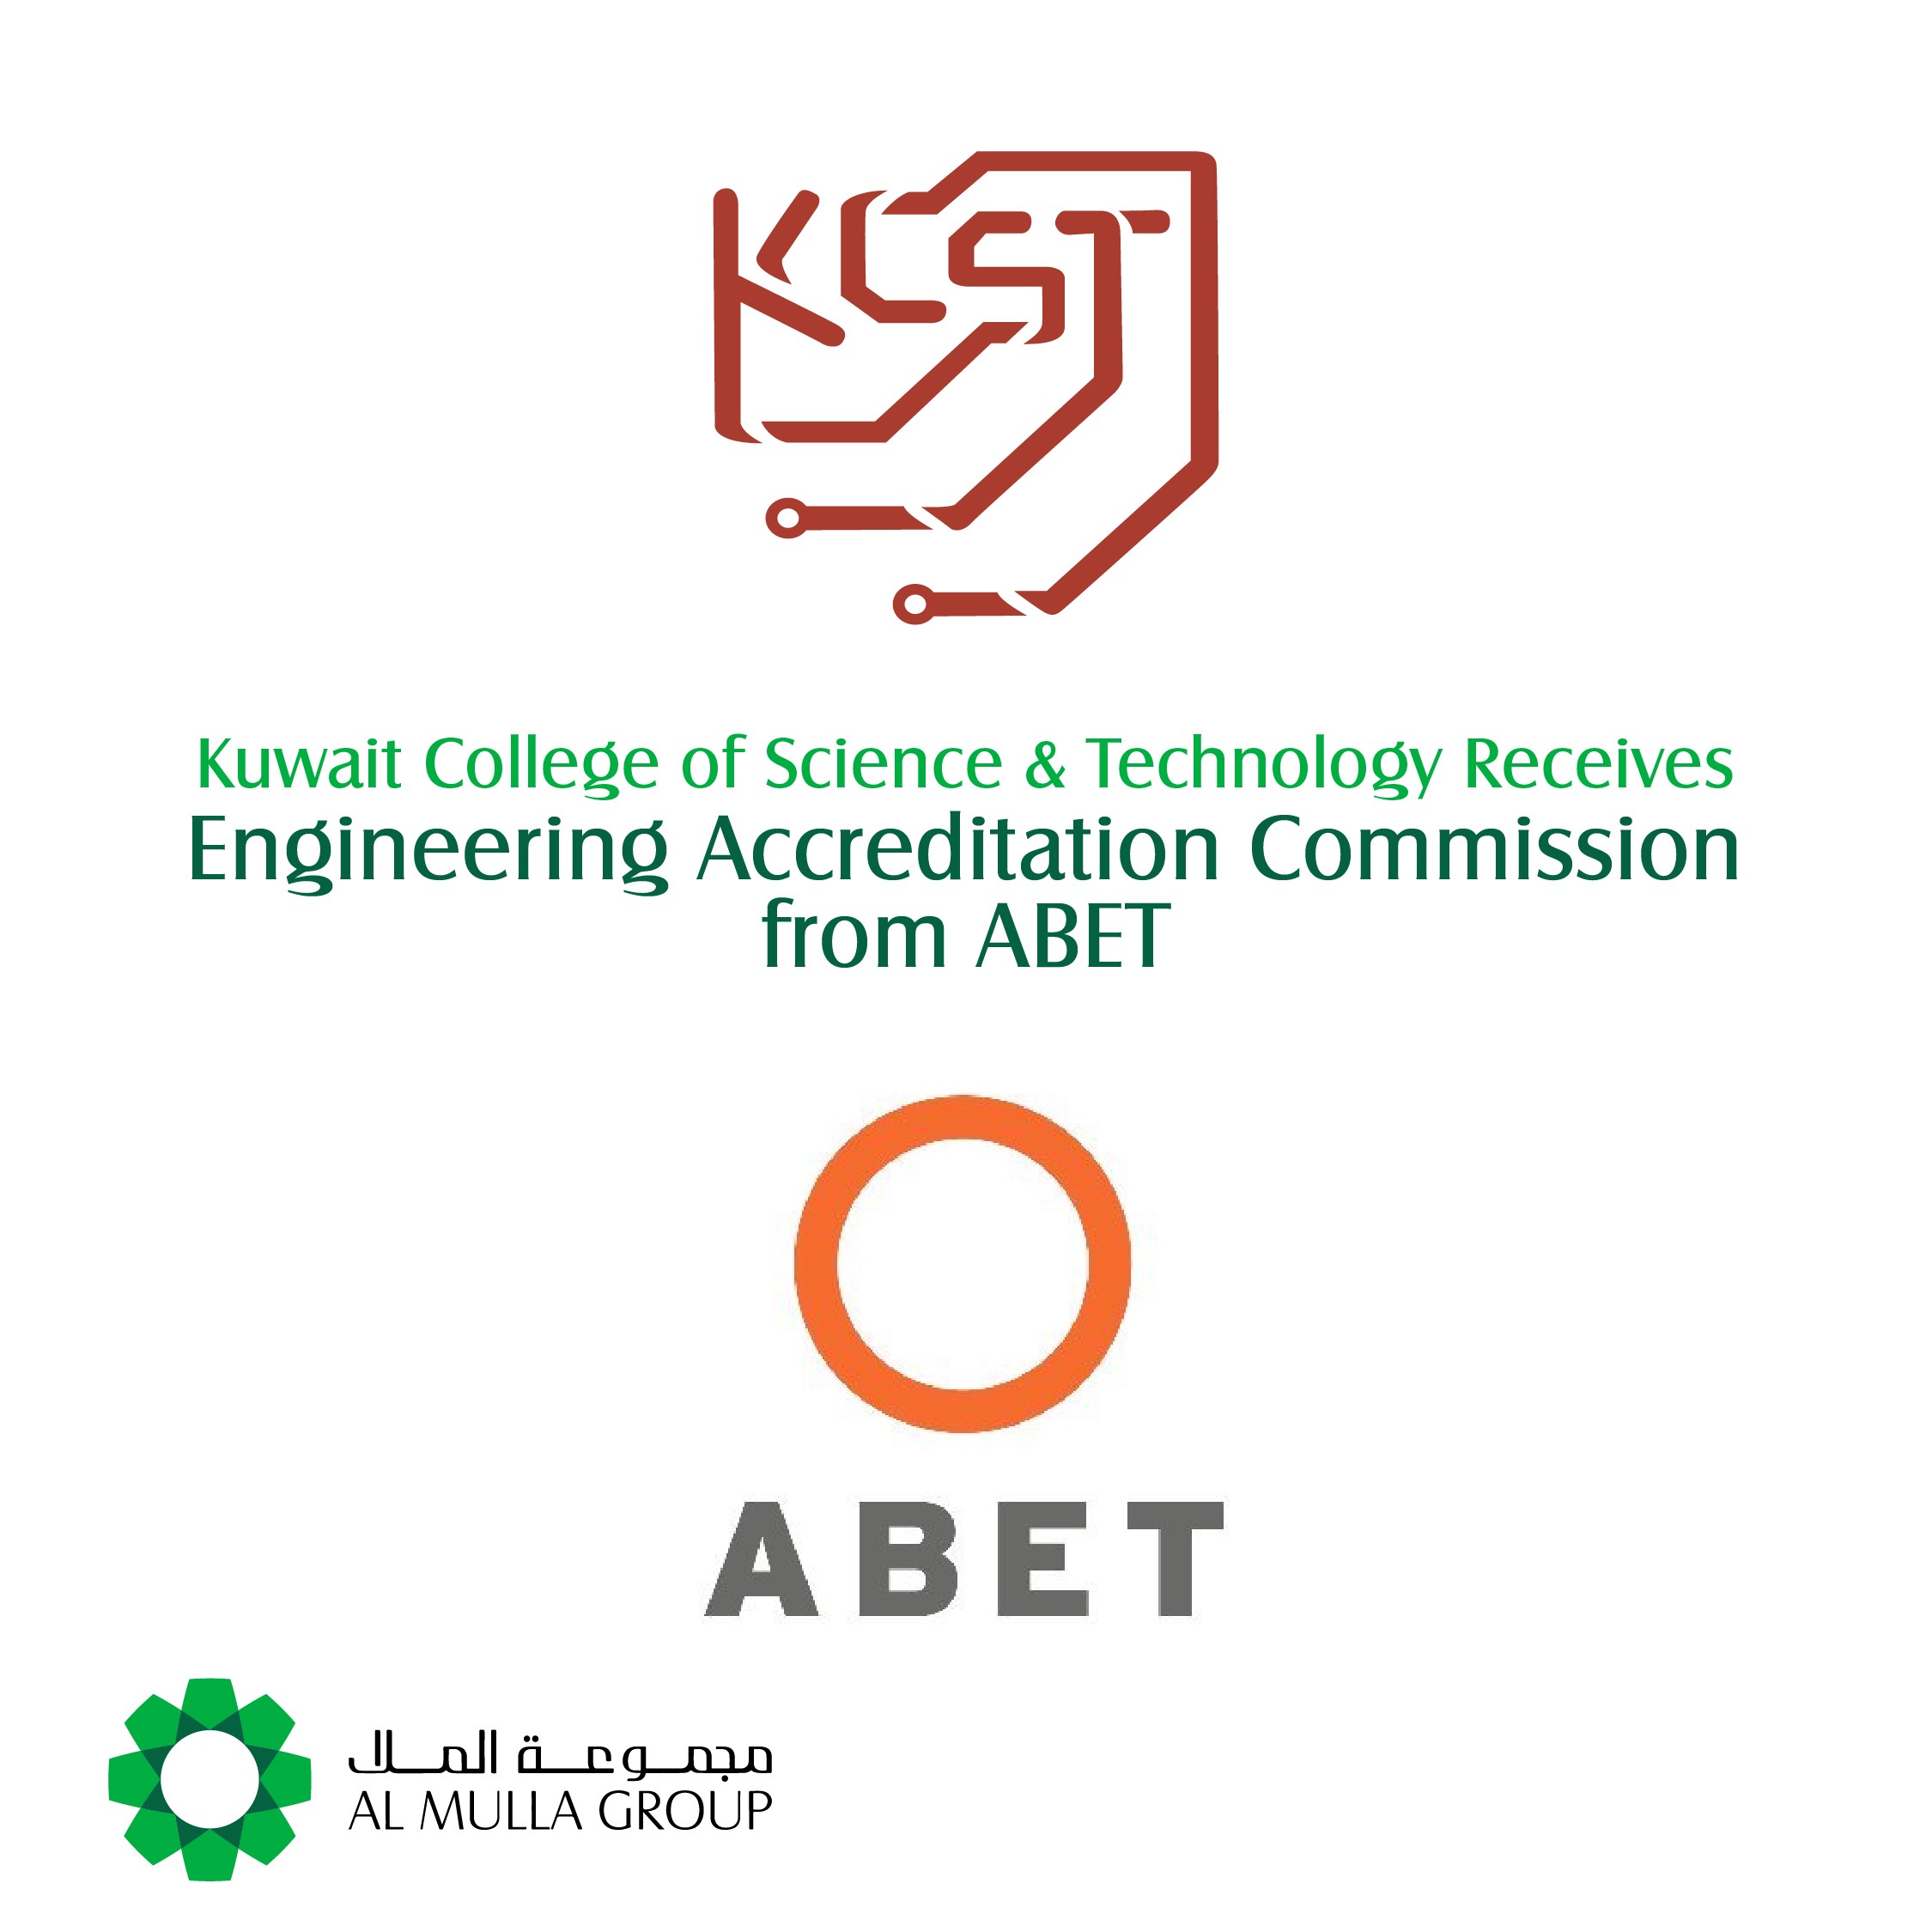 KCST
Kuwait College of Science & Technology Receives
Engineering Accreditation Commission
from ABET
ABET
مجموعة الملا
AL MULLA GROUP